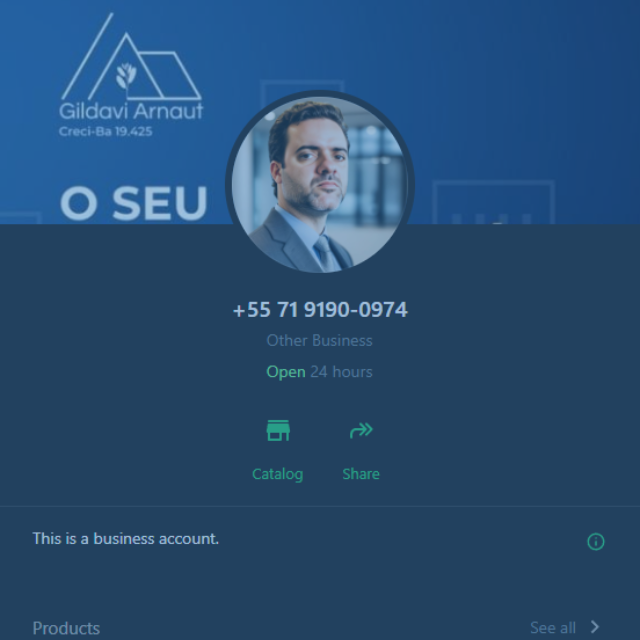 Gildavi Arnaut
Creci-Ba 19.425
O SEU
+55 71 9190-0974
Other Business
Open 24 hours
Catalog Share
This is a business account.
Products See all